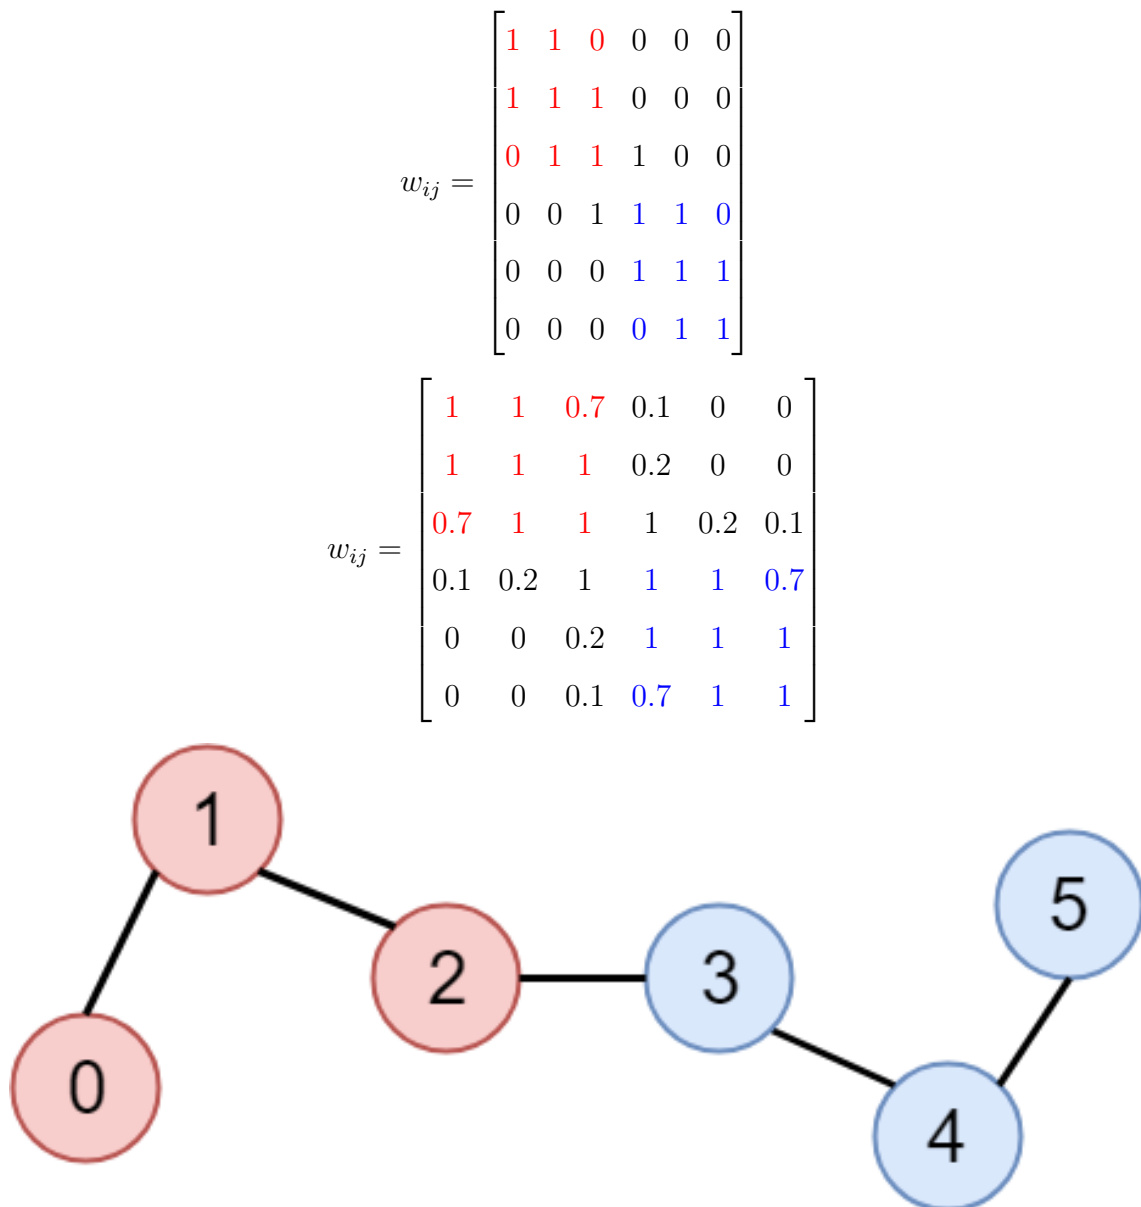 1 1 0 0 0 0
1 1 1 0 0 0
0 1 1 1 0 0
w_{ij} =
0 0 1 1 1 0
0 0 0 1 1 1
0 0 0 0 1 1
1 1 0.7 0.1 0 0
1 1 1 0.2 0 0
0.7 1 1 1 0.2 0.1
w_{ij} =
0.1 0.2 1 1 1 0.7
0 0 0.2 1 1 1
0 0 0.1 0.7 1 1
1
5
2
3
0
4